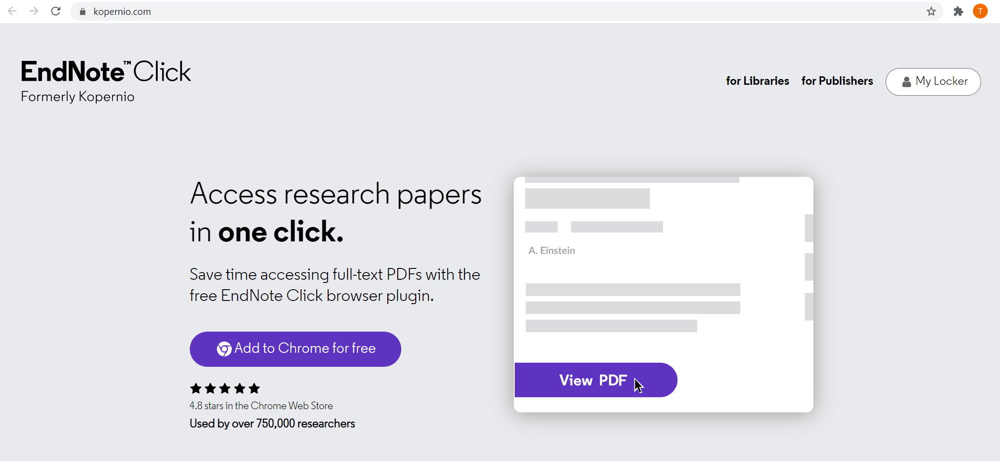 kopernio.com
T
EndNote™ Click
Formerly Kopernio
for Libraries
for Publishers
My Locker
Access research papers
in one click.
Save time accessing full-text PDFs with the
free EndNote Click browser plugin.
Add to Chrome for free
4.8 stars in the Chrome Web Store
Used by over 750,000 researchers
A. Einstein
View PDF